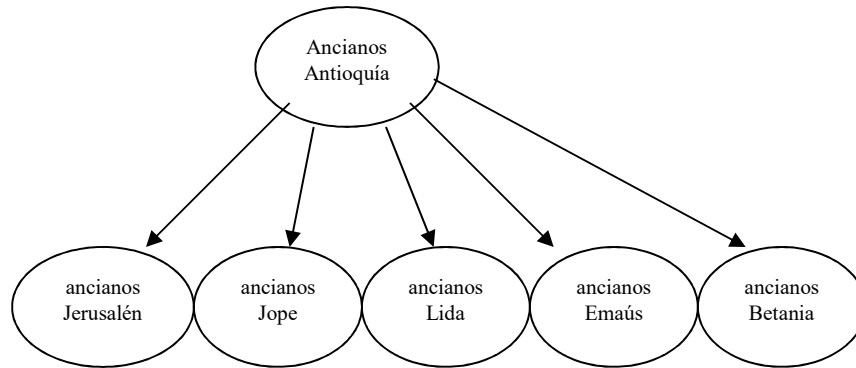 Ancianos
Antioquía
ancianos
Jerusalén
ancianos
Jope
ancianos
Lida
ancianos
Emaús
ancianos
Betania